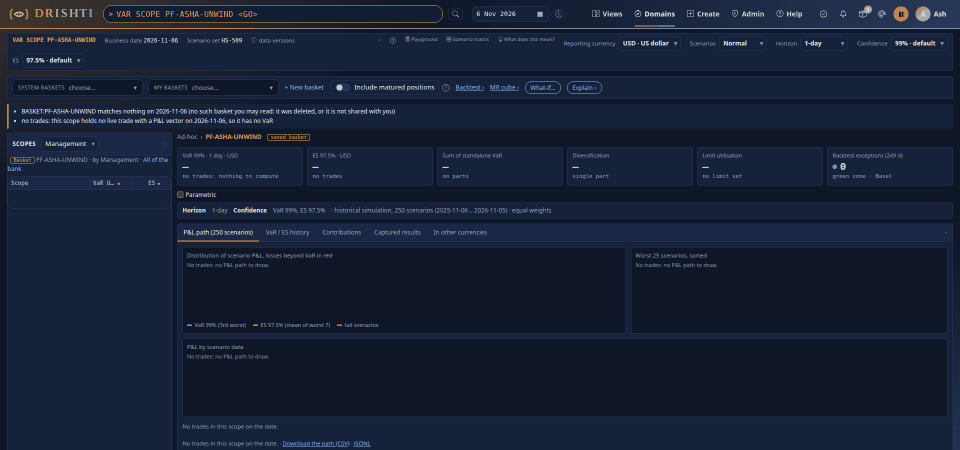 DRISHTI
> VAR SCOPE PF-ASHA-UNWIND <GO>
6 Nov 2026
Views
Domains
Create
Admin
Help
Ash
VAR SCOPE PF-ASHA-UNWIND
Business date 2026-11-06
Scenario set HS-509
data versions
Playground
Scenario matrix
What does this mean?
Reporting currency USD · US dollar
Scenarios Normal
Horizon 1-day
Confidence 99% · default
ES 97.5% · default
SYSTEM BASKETS choose...
MY BASKETS choose...
+ New basket
Include matured positions
Backtest ›
MR cube ›
What-if...
Explain ›
BASKET:PF-ASHA-UNWIND matches nothing on 2026-11-06 (no such basket you may read: it was deleted, or it is not shared with you)
no trades: this scope holds no live trade with a P&L vector on 2026-11-06, so it has no VaR
SCOPES Management
Basket PF-ASHA-UNWIND · by Management · All of the bank
Scope VaR U... ES
Ad-hoc › PF-ASHA-UNWIND saved basket
VaR 99% · 1 day · USD
—
no trades: nothing to compute
ES 97.5%
—
no trades
Sum of standalone VaR
—
no parts
Diversification
—
single part
Limit utilisation
—
no limit set
Backtest exceptions (249 d)
0
green zone · Basel
Parametric
Horizon 1-day Confidence VaR 99%, ES 97.5% · historical simulation, 250 scenarios (2025-11-06 .. 2026-11-05) · equal weights
P&L path (250 scenarios)
VaR / ES history
Contributions
Captured results
In other currencies
Distribution of scenario P&L, losses beyond VaR in red
No trades: no P&L path to draw.
VaR 99% (3rd worst)
ES 97.5% (mean of worst 7)
tail scenarios
Worst 25 scenarios, sorted
No trades: no P&L path to draw.
P&L by scenario date
No trades: no P&L path to draw.
No trades in this scope on the date.
No trades in this scope on the date. · Download the path (CSV) · JSONL